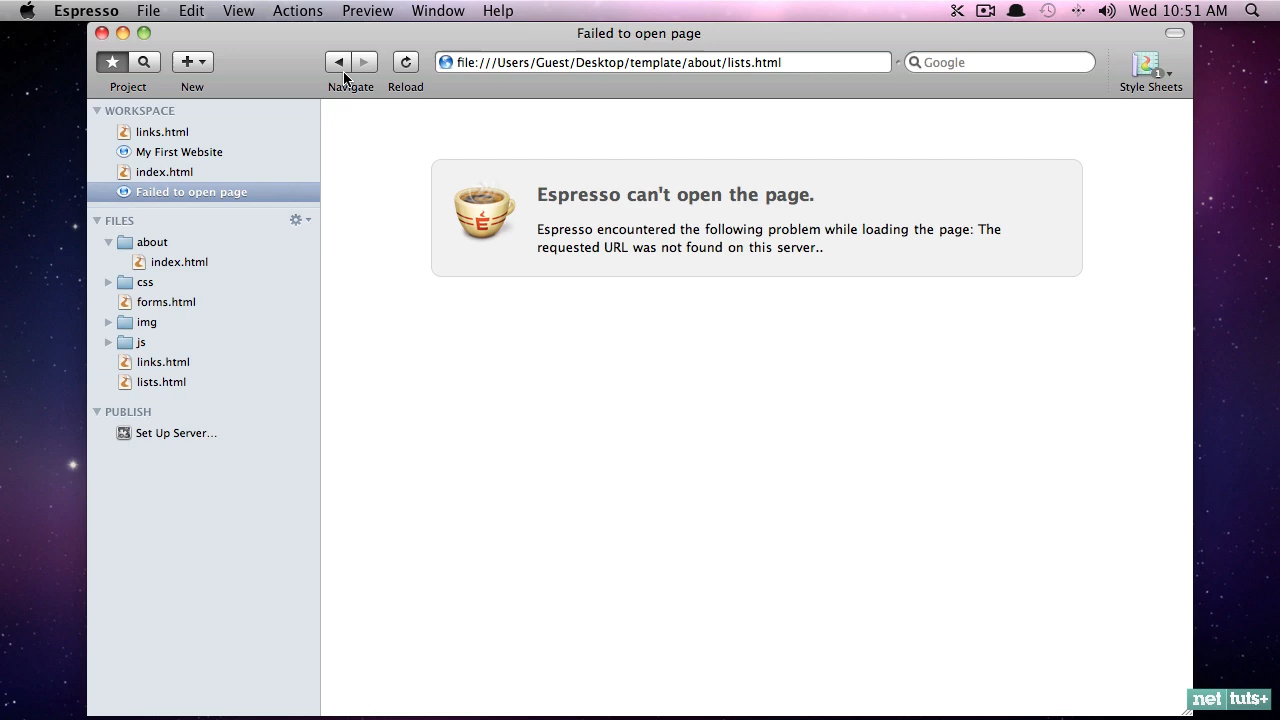 Espresso File Edit View Actions Preview Window Help Wed 10:51 AM
Failed to open page
file:///Users/Guest/Desktop/template/about/lists.html
Google
1
Project New Navigate Reload Style Sheets
WORKSPACE
links.html
My First Website
index.html
Failed to open page
FILES
about
index.html
css
forms.html
img
js
links.html
lists.html
PUBLISH
Set Up Server...
Espresso can't open the page.
Espresso encountered the following problem while loading the page: The
requested URL was not found on this server..
net tuts+